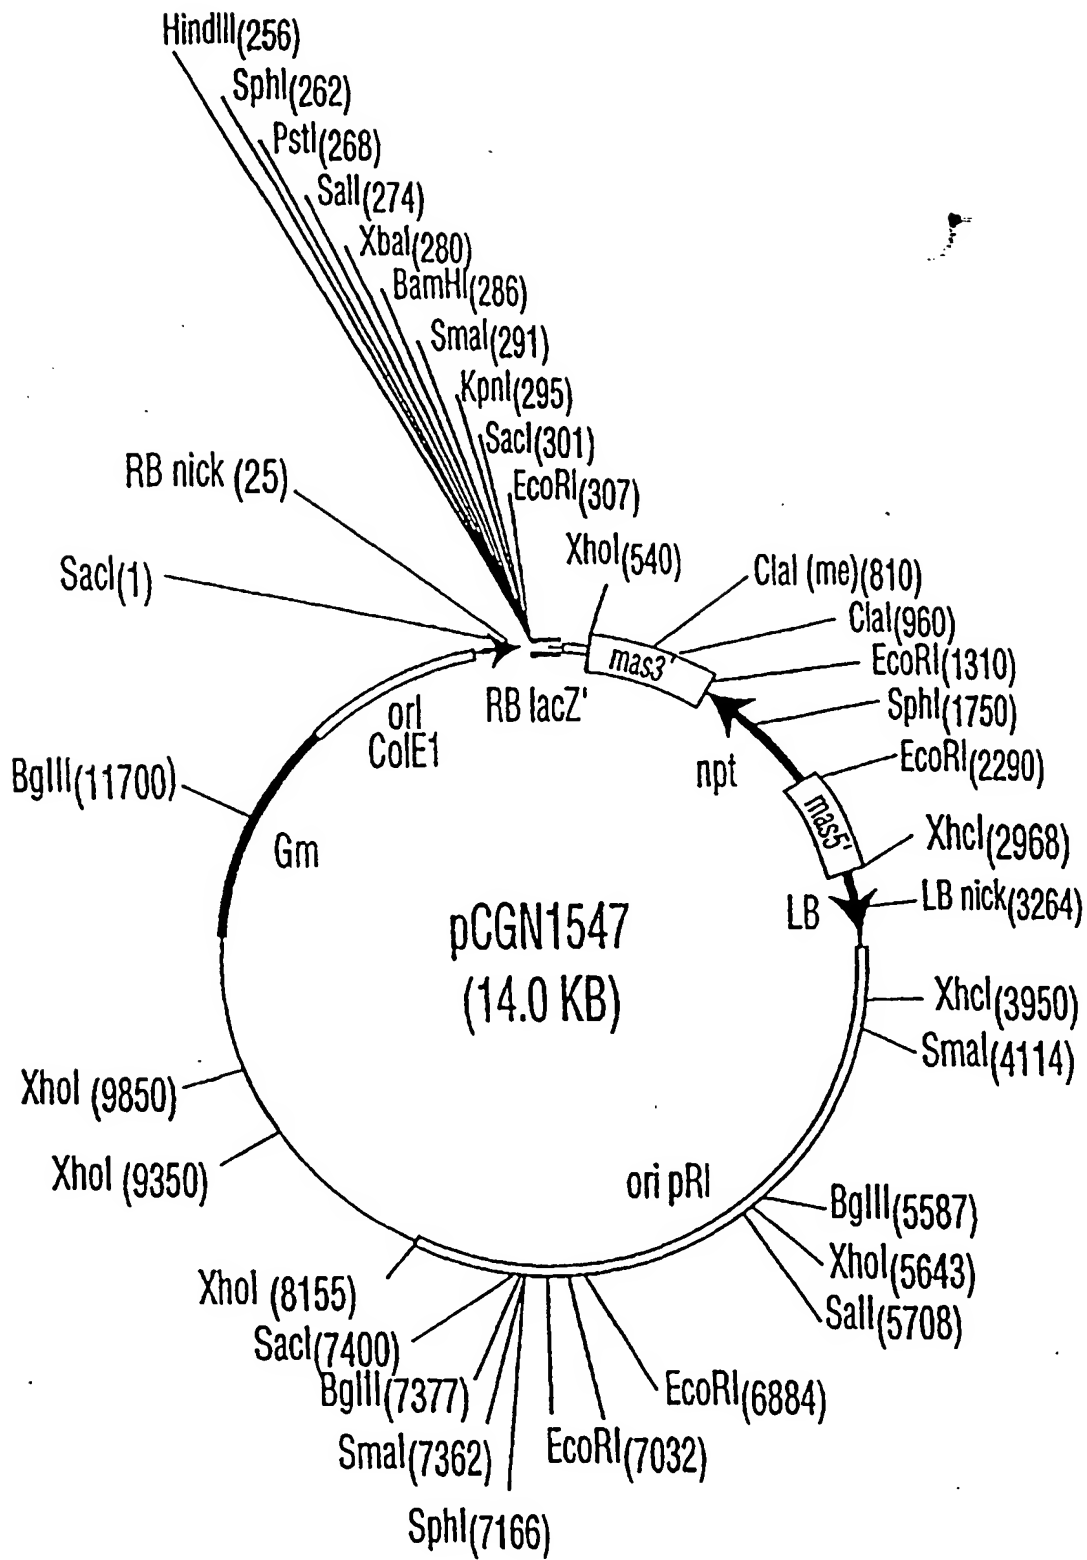 HindIII(256)
SphI(262)
PstI(268)
SalI(274)
XbaI(280)
BamHI(286)
SmaI(291)
KpnI(295)
SacI(301)
EcoRI(307)
RB nick (25)
SacI(1)
XhoI(540)
ClaI (me)(810)
ClaI(960)
EcoRI(1310)
SphI(1750)
EcoRI(2290)
XhcI(2968)
LB nick(3264)
XhcI(3950)
SmaI(4114)
BglII(5587)
XhoI(5643)
SalI(5708)
EcoRI(6884)
EcoRI(7032)
SphI(7166)
SmaI(7362)
BglII(7377)
SacI(7400)
XhoI (8155)
XhoI (9350)
XhoI (9850)
BglII(11700)
mas3'
RB lacZ'
orI
ColE1
npt
mas5'
Gm
LB
pCGN1547
(14.0 KB)
ori pRI